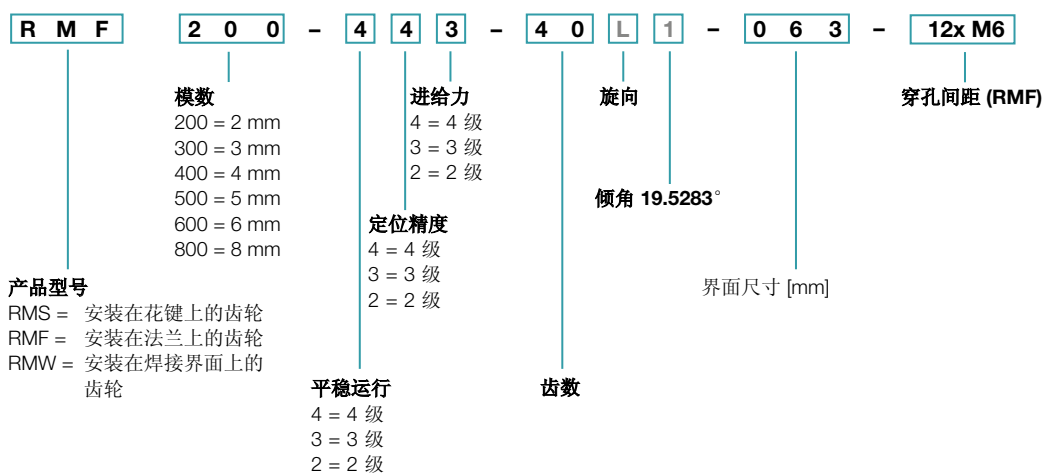 R M F 2 0 0 – 4 4 3 – 4 0 L 1 – 0 6 3 – 12x M6
模数
200 = 2 mm
300 = 3 mm
400 = 4 mm
500 = 5 mm
600 = 6 mm
800 = 8 mm
进给力
4 = 4 级
3 = 3 级
2 = 2 级
旋向
穿孔间距 (RMF)
倾角 19.5283°
定位精度
4 = 4 级
3 = 3 级
2 = 2 级
产品型号
RMS = 安装在花键上的齿轮
RMF = 安装在法兰上的齿轮
RMW = 安装在焊接界面上的
齿轮
界面尺寸 [mm]
平稳运行
4 = 4 级
3 = 3 级
2 = 2 级
齿数